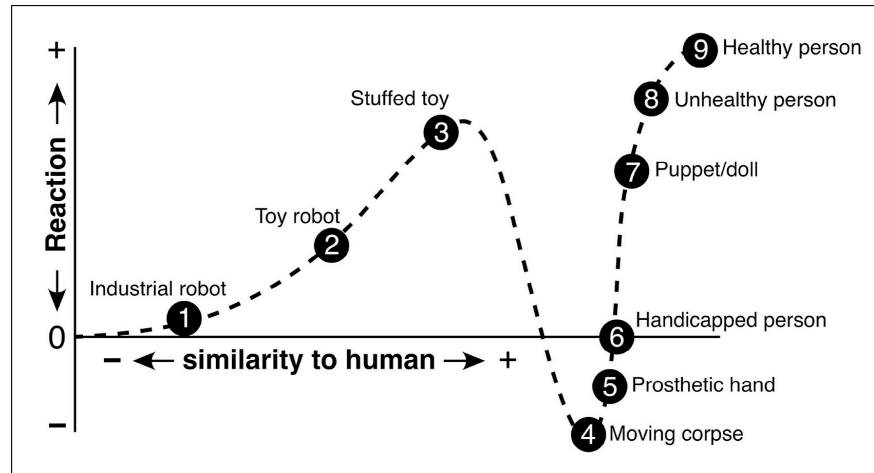 +
9 Healthy person
Stuffed toy
8 Unhealthy person
3
Reaction
7 Puppet/doll
Toy robot
2
Industrial robot
1
0
6 Handicapped person
- similarity to human +
5 Prosthetic hand
-
4 Moving corpse